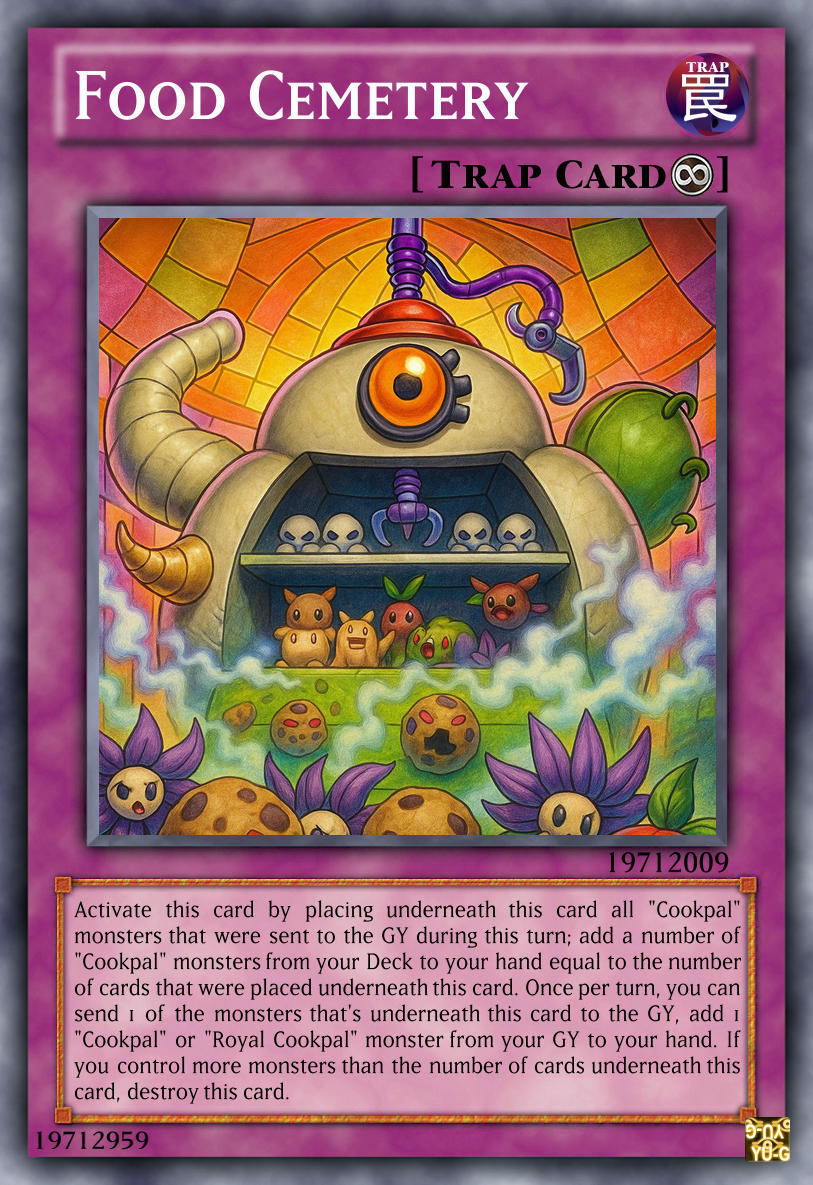 Food Cemetery
TRAP
罠
[ Trap Card ]
19712009
Activate this card by placing underneath this card all "Cookpal"
monsters that were sent to the GY during this turn; add a number of
"Cookpal" monsters from your Deck to your hand equal to the number
of cards that were placed underneath this card. Once per turn, you can
send 1 of the monsters that's underneath this card to the GY, add 1
"Cookpal" or "Royal Cookpal" monster from your GY to your hand. If
you control more monsters than the number of cards underneath this
card, destroy this card.
19712959
YU-G